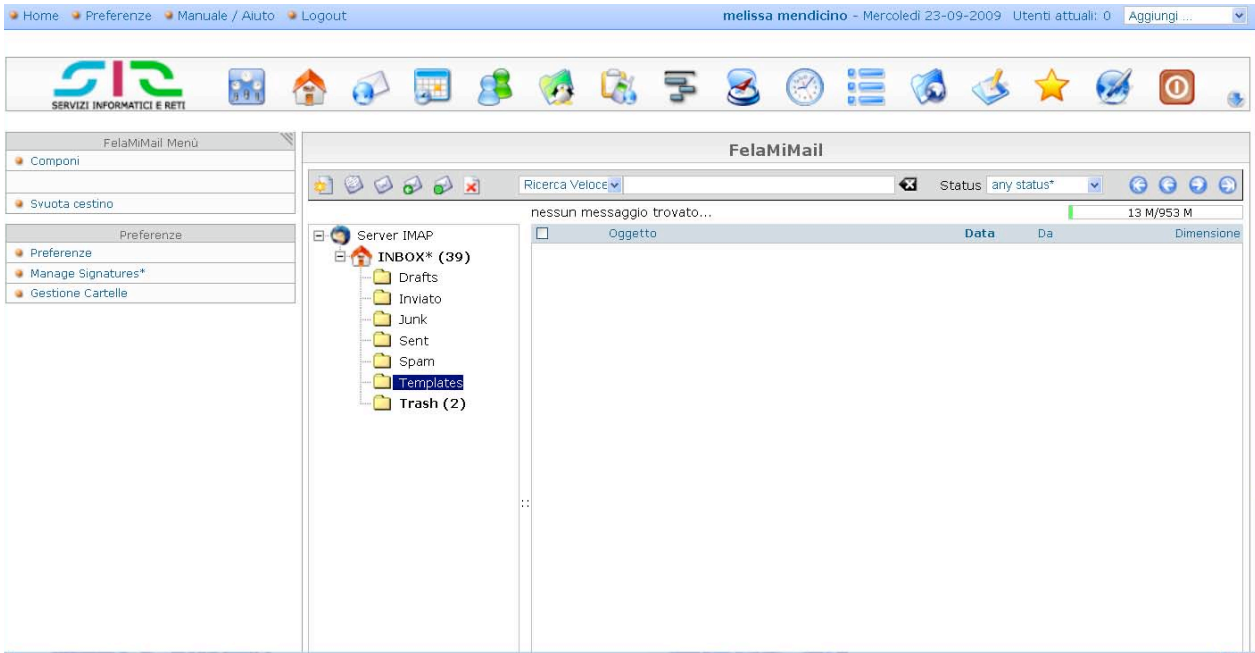 Home Preferenze Manuale / Aiuto Logout melissa mendicino - Mercoledì 23-09-2009 Utenti attuali: 0 Aggiungi ...
SERVIZI INFORMATICI E RETI
FelaMiMail Menù
Componi
Svuota cestino
Preferenze
Preferenze
Manage Signatures*
Gestione Cartelle
FelaMiMail
Ricerca Veloce Status any status*
nessun messaggio trovato... 13 M/953 M
Server IMAP
INBOX* (39)
Drafts
Inviato
Junk
Sent
Spam
Templates
Trash (2)
Oggetto Data Da Dimensione